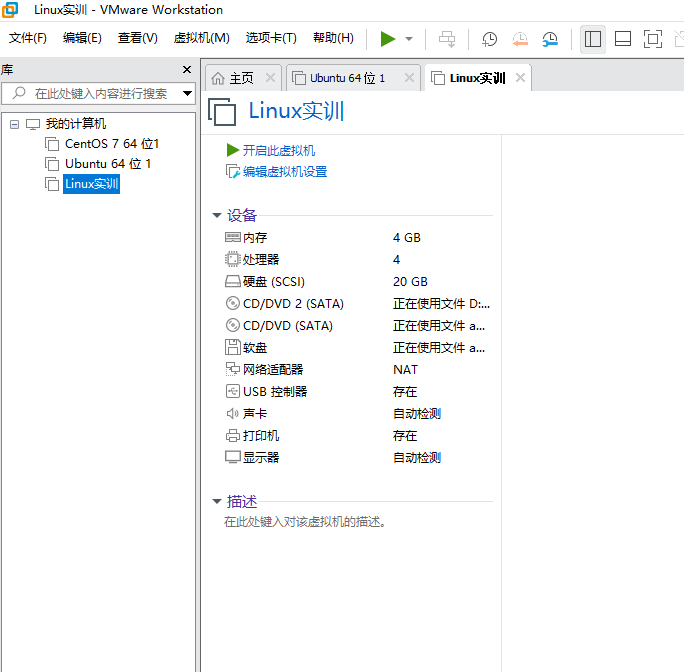 Linux实训 - VMware Workstation
文件(F) 编辑(E) 查看(V) 虚拟机(M) 选项卡(T) 帮助(H)
库
在此处键入内容进行搜索
我的计算机
CentOS 7 64 位1
Ubuntu 64 位 1
Linux实训
主页 Ubuntu 64 位 1 Linux实训
Linux实训
开启此虚拟机
编辑虚拟机设置
设备
内存 4 GB
处理器 4
硬盘 (SCSI) 20 GB
CD/DVD 2 (SATA) 正在使用文件 D:...
CD/DVD (SATA) 正在使用文件 a...
软盘 正在使用文件 a...
网络适配器 NAT
USB 控制器 存在
声卡 自动检测
打印机 存在
显示器 自动检测
描述
在此处键入对该虚拟机的描述。